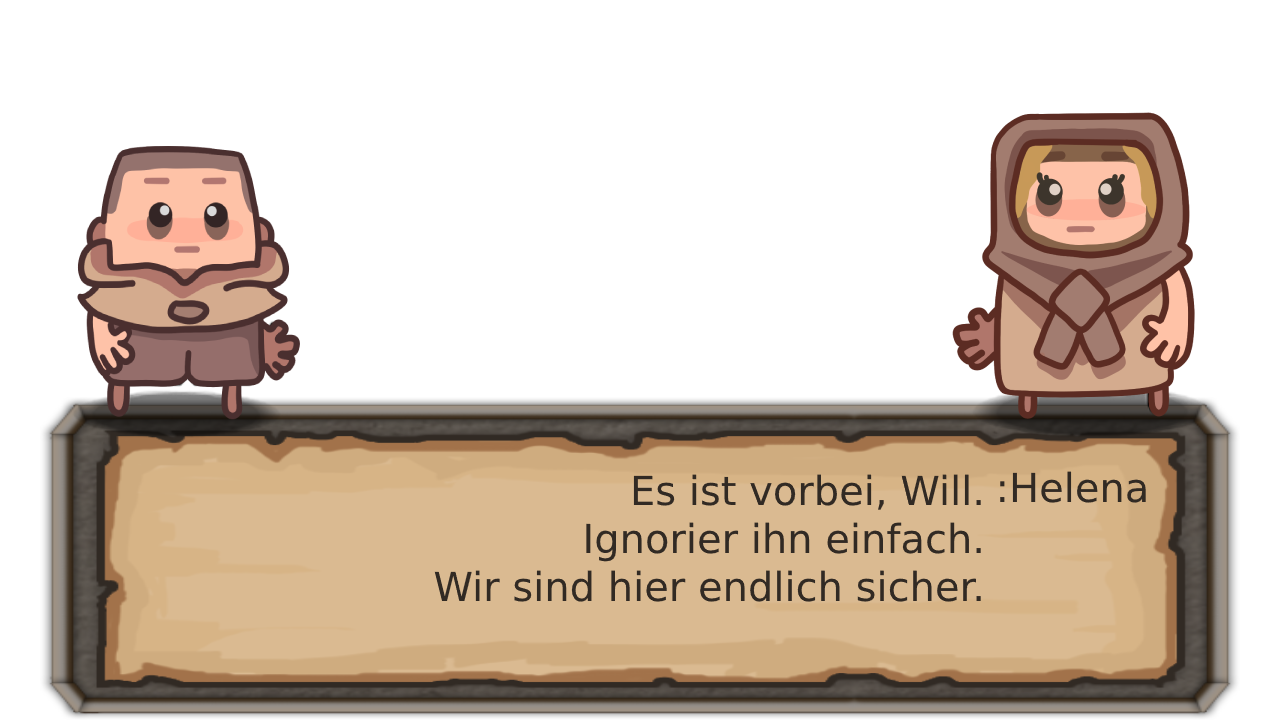 Es ist vorbei, Will. :Helena
Ignorier ihn einfach.
Wir sind hier endlich sicher.